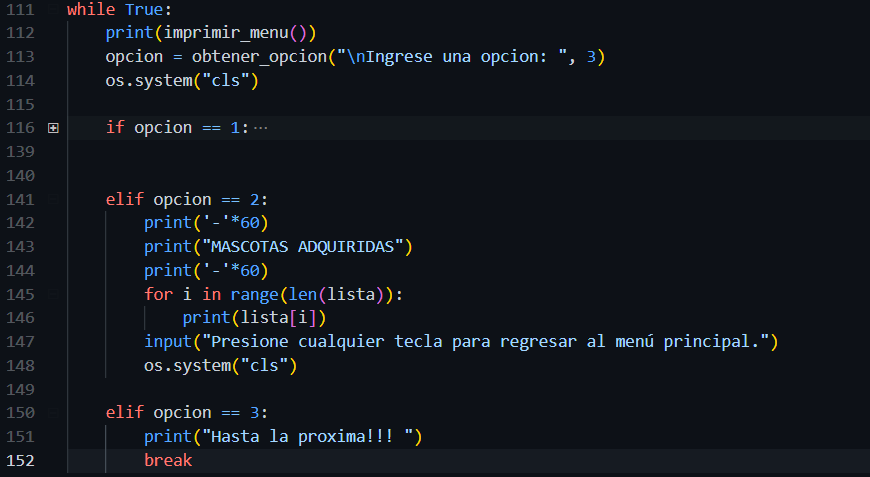 111 while True:
112 print(imprimir_menu())
113 opcion = obtener_opcion("\nIngrese una opcion: ", 3)
114 os.system("cls")
115
116 if opcion == 1:···
139
140
141 elif opcion == 2:
142 print('-'*60)
143 print("MASCOTAS ADQUIRIDAS")
144 print('-'*60)
145 for i in range(len(lista)):
146 print(lista[i])
147 input("Presione cualquier tecla para regresar al menú principal.")
148 os.system("cls")
149
150 elif opcion == 3:
151 print("Hasta la proxima!!! ")
152 break